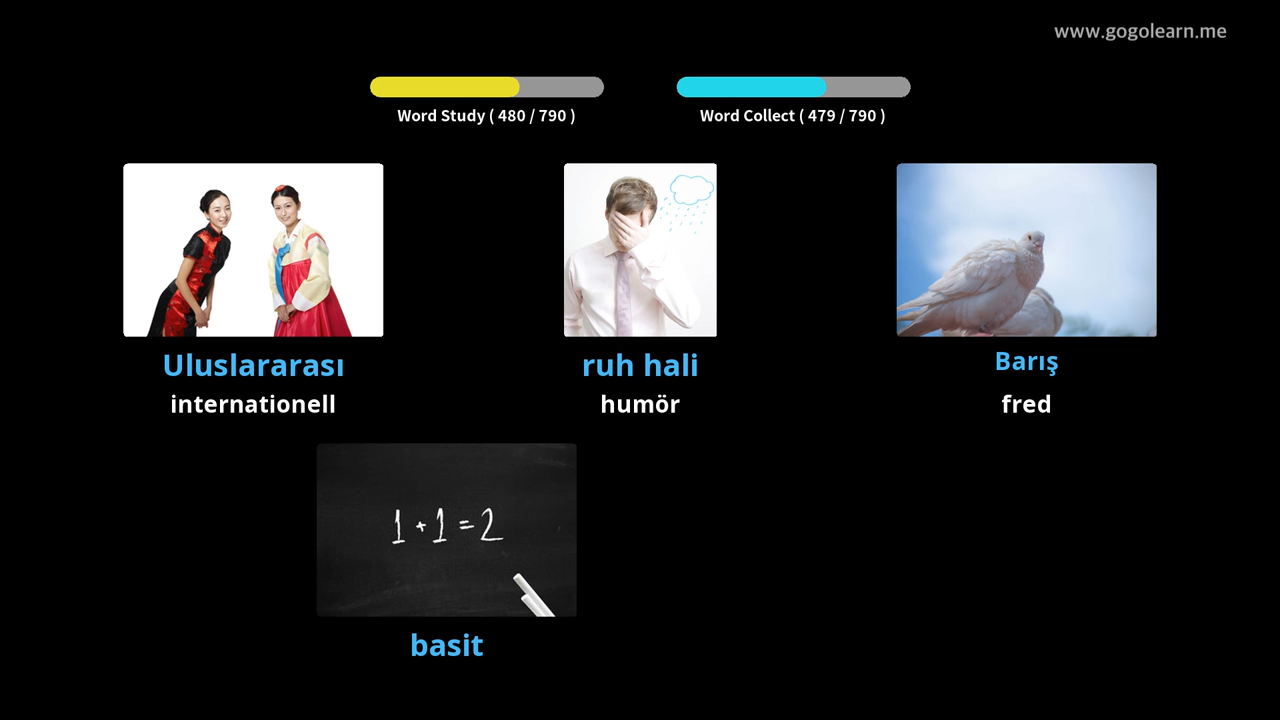 www.gogolearn.me
Word Study ( 480 / 790 )
Word Collect ( 479 / 790 )
Uluslararası
internationell
ruh hali
humör
Barış
fred
1+1=2
basit